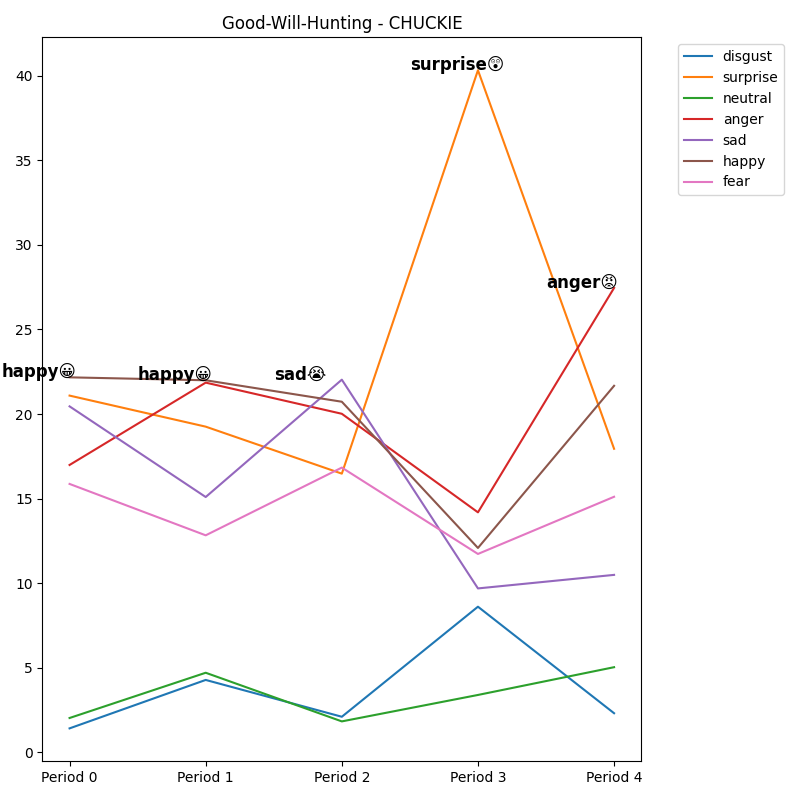 Good-Will-Hunting - CHUCKIE
disgust
surprise
neutral
anger
sad
happy
fear
surprise😲
anger😡
happy😀
happy😀
sad😭
40
35
30
25
20
15
10
5
0
Period 0
Period 1
Period 2
Period 3
Period 4